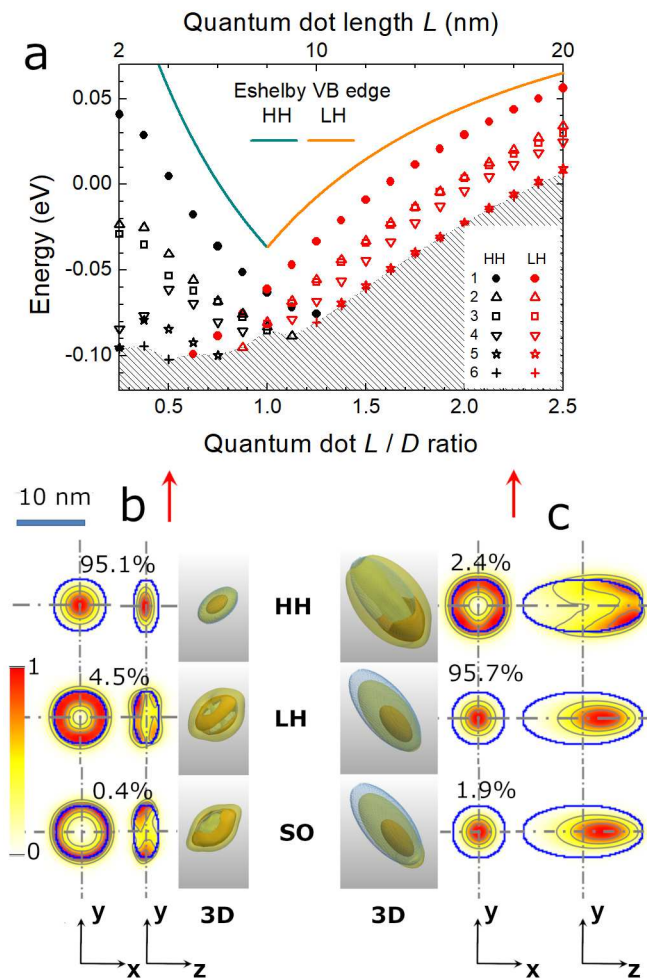 Quantum dot length L (nm)
2 10 20
a
Eshelby VB edge
HH LH
0.05
0.00
-0.05
-0.10
Energy (eV)
HH LH
1
2
3
4
5
6
0.5 1.0 1.5 2.0 2.5
Quantum dot L / D ratio
10 nm
b
c
95.1%
HH
2.4%
1
4.5%
LH
95.7%
0.4%
SO
1.9%
0
y y 3D 3D y y
x z x z